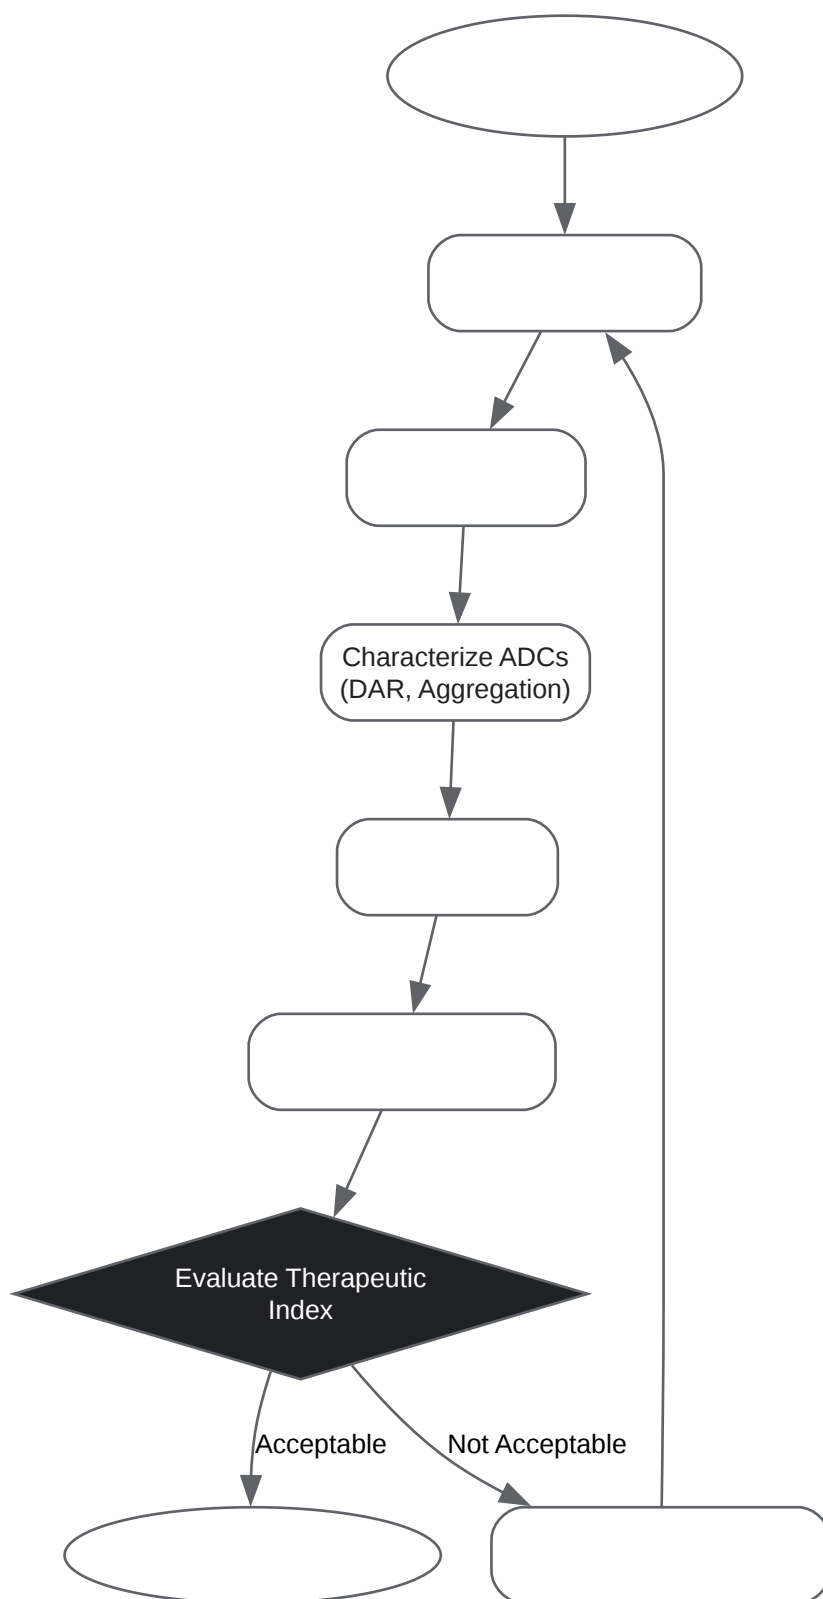 Characterize ADCs
(DAR, Aggregation)
Evaluate Therapeutic
Index
Acceptable
Not Acceptable